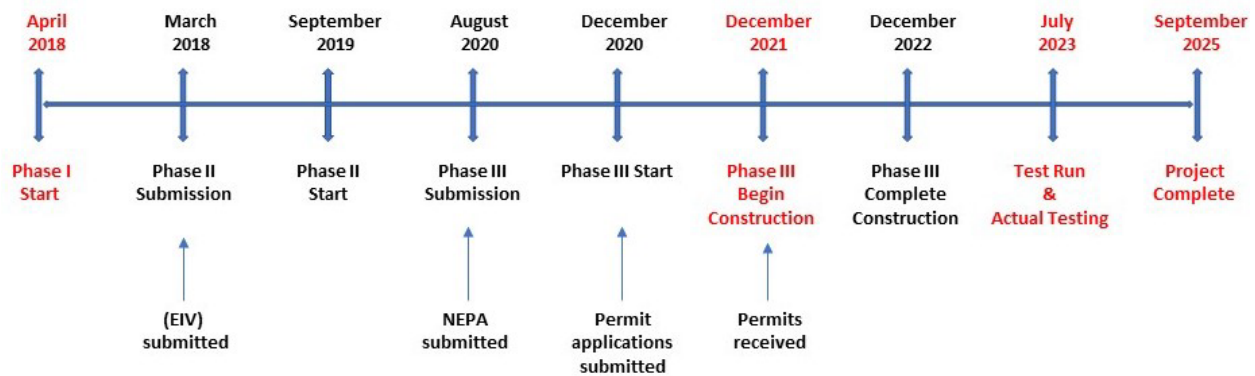 April
2018
March
2018
September
2019
August
2020
December
2020
December
2021
December
2022
July
2023
September
2025
Phase I
Start
Phase II
Submission
Phase II
Start
Phase III
Submission
Phase III Start
Phase III
Begin
Construction
Phase III
Complete
Construction
Test Run
&
Actual Testing
Project
Complete
(EIV)
submitted
NEPA
submitted
Permit
applications
submitted
Permits
received